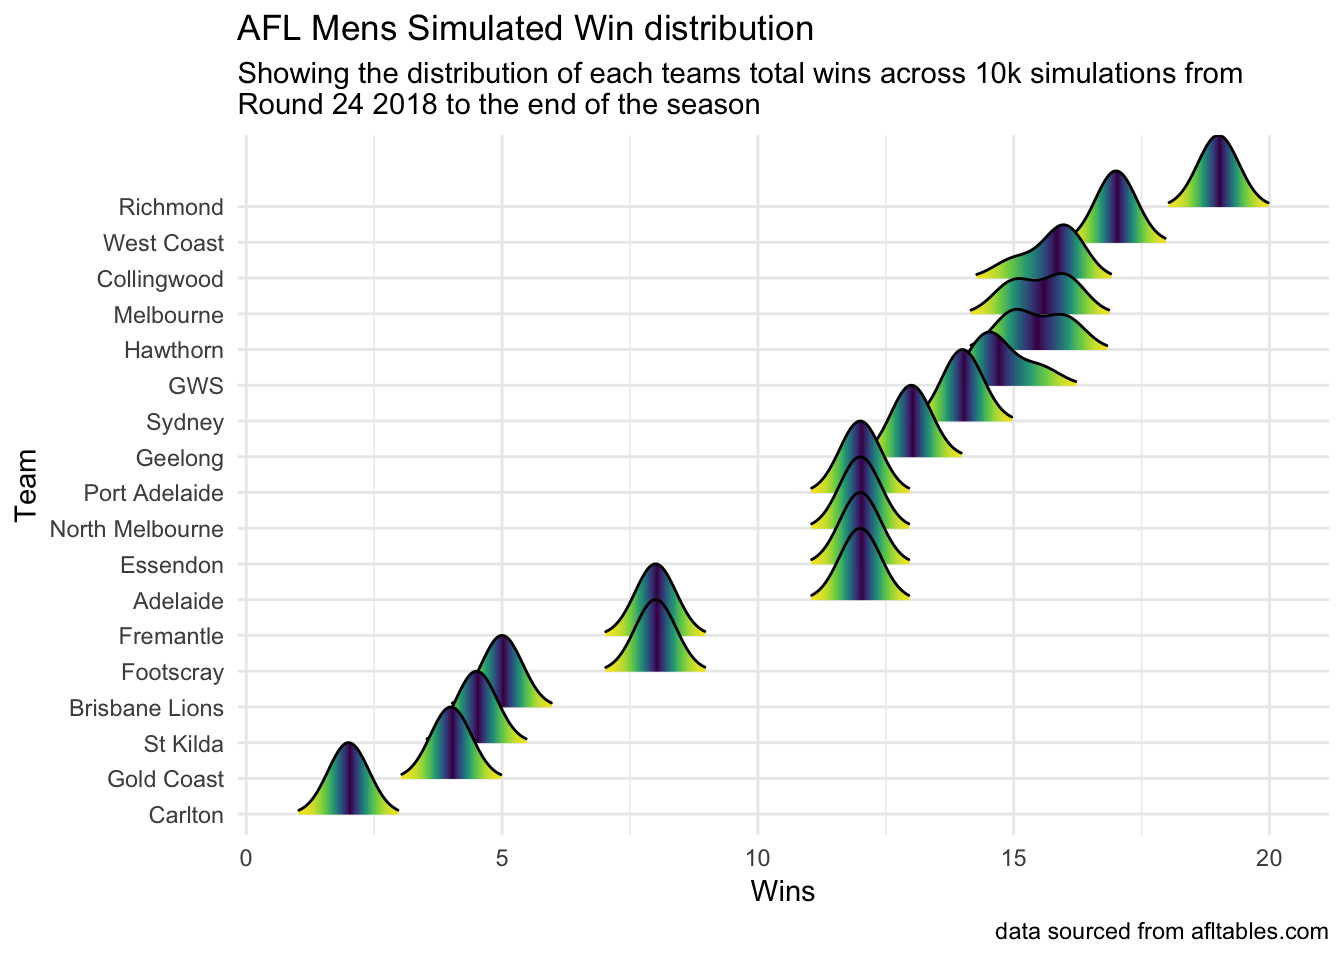 AFL Mens Simulated Win distribution
Showing the distribution of each teams total wins across 10k simulations from
Round 24 2018 to the end of the season
Team
Richmond
West Coast
Collingwood
Melbourne
Hawthorn
GWS
Sydney
Geelong
Port Adelaide
North Melbourne
Essendon
Adelaide
Fremantle
Footscray
Brisbane Lions
St Kilda
Gold Coast
Carlton
0 5 10 15 20
Wins
data sourced from afltables.com